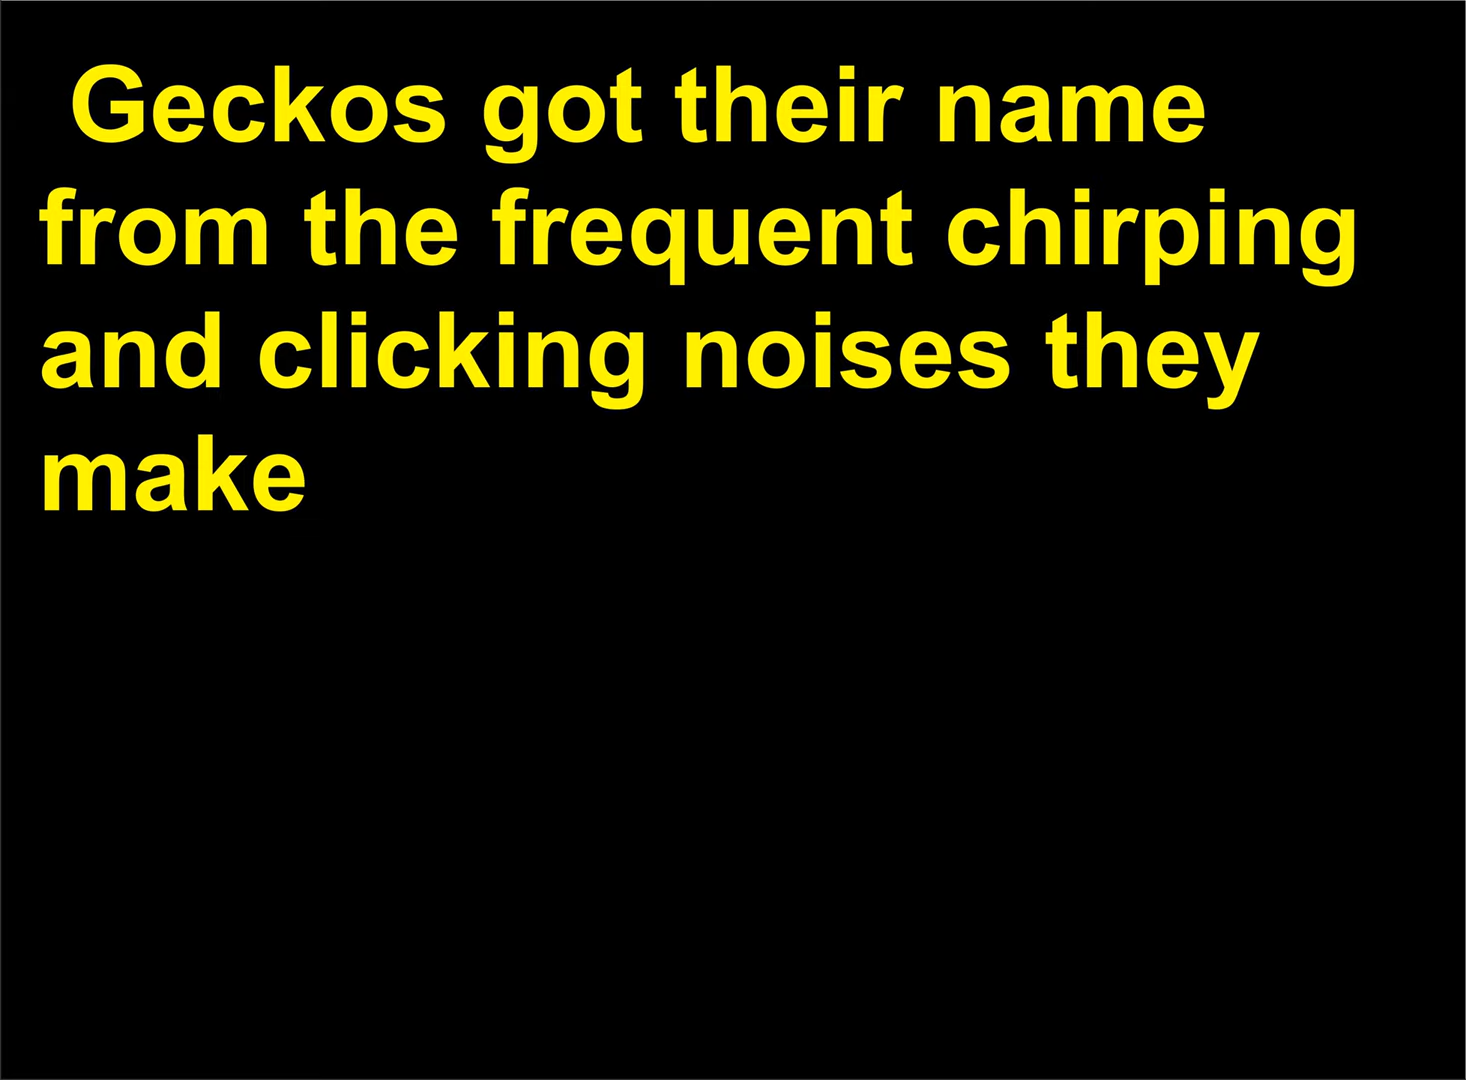 Geckos got their name
from the frequent chirping
and clicking noises they
make